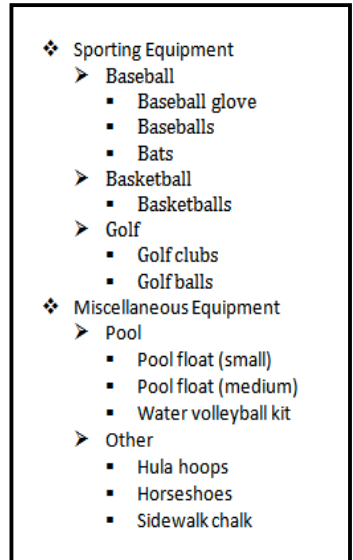 Sporting Equipment
Baseball
Baseball glove
Baseballs
Bats
Basketball
Basketballs
Golf
Golf clubs
Golf balls
Miscellaneous Equipment
Pool
Pool float (small)
Pool float (medium)
Water volleyball kit
Other
Hula hoops
Horseshoes
Sidewalk chalk